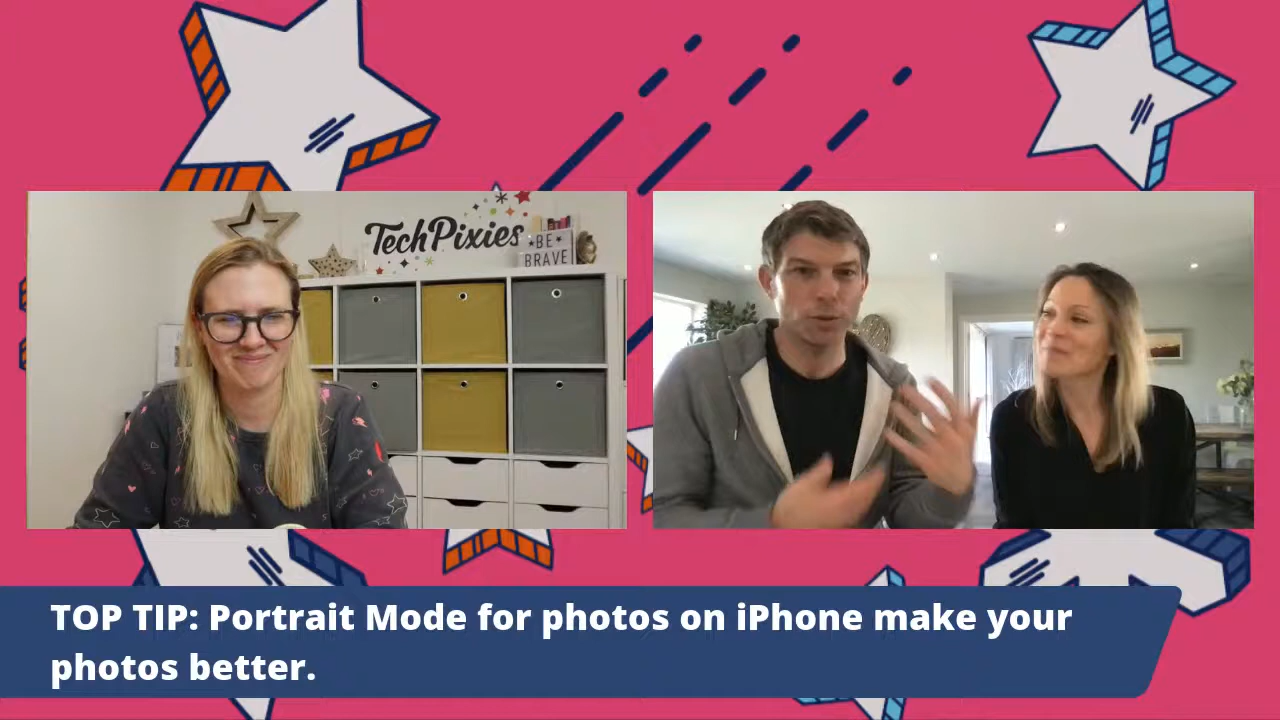 TechPixies
BE
BRAVE
TOP TIP: Portrait Mode for photos on iPhone make your
photos better.